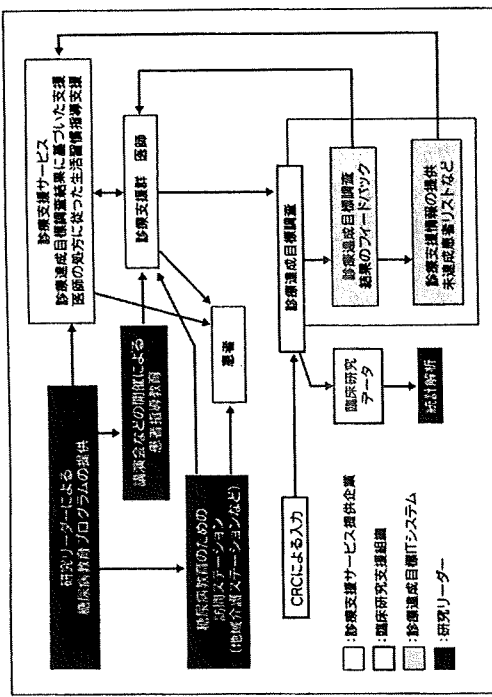 診療支援サービス
診療達成目標調査結果に基づいた支援
医師の処方に従った生活習慣指導支援
研究リーダーによる
糖尿病教育プログラムの提供
診療支援群 医師
講演会などの開催による
患者指導教育
患者
糖尿病教育のための
訪問ステーション
(地域介護ステーションなど)
診療達成目標調査
CRCによる入力
診療達成目標調査
結果のフィードバック
臨床研究
データ
診療支援情報の提供
未達成患者リストなど
統計解析
:診療支援サービス提供企業
:臨床研究支援組織
:診療達成目標ITシステム
:研究リーダー